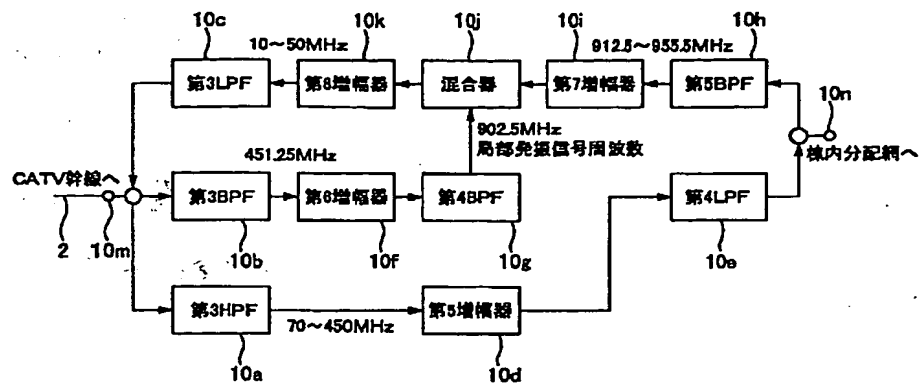 10c
10k
10j
10i
10h
10～50MHz
912.5～955.5MHz
第3LPF
第8増幅器
混合器
第7増幅器
第5BPF
10n
902.5MHz
局部発振信号周波数
棟内分配網へ
451.25MHz
CATV幹線へ
第3BPF
第6増幅器
第4BPF
第4LPF
2
10m
10b
10f
10g
10e
第3HPF
70～450MHz
第5増幅器
10a
10d